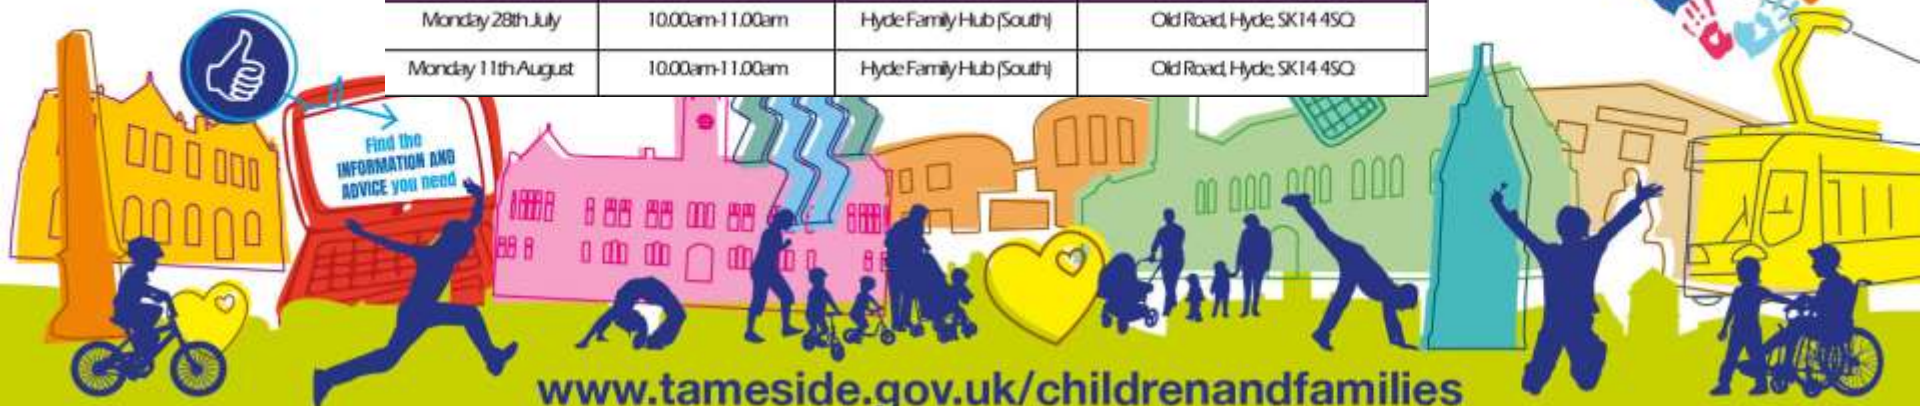 Monday 28th July 10.00am-11.00am Hyde Family Hub (South) Old Road, Hyde, SK14 4SQ
Monday 11th August 10.00am-11.00am Hyde Family Hub (South) Old Road, Hyde, SK14 4SQ
Find the
INFORMATION AND
ADVICE you need
www.tameside.gov.uk/childrenandfamilies